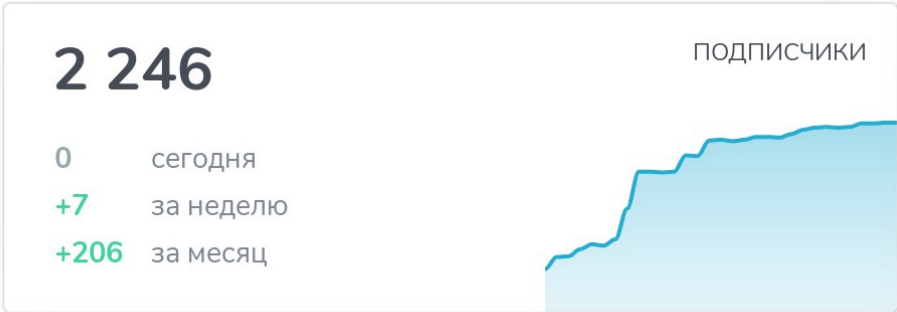 2 246
ПОДПИСЧИКИ
0 сегодня
+7 за неделю
+206 за месяц